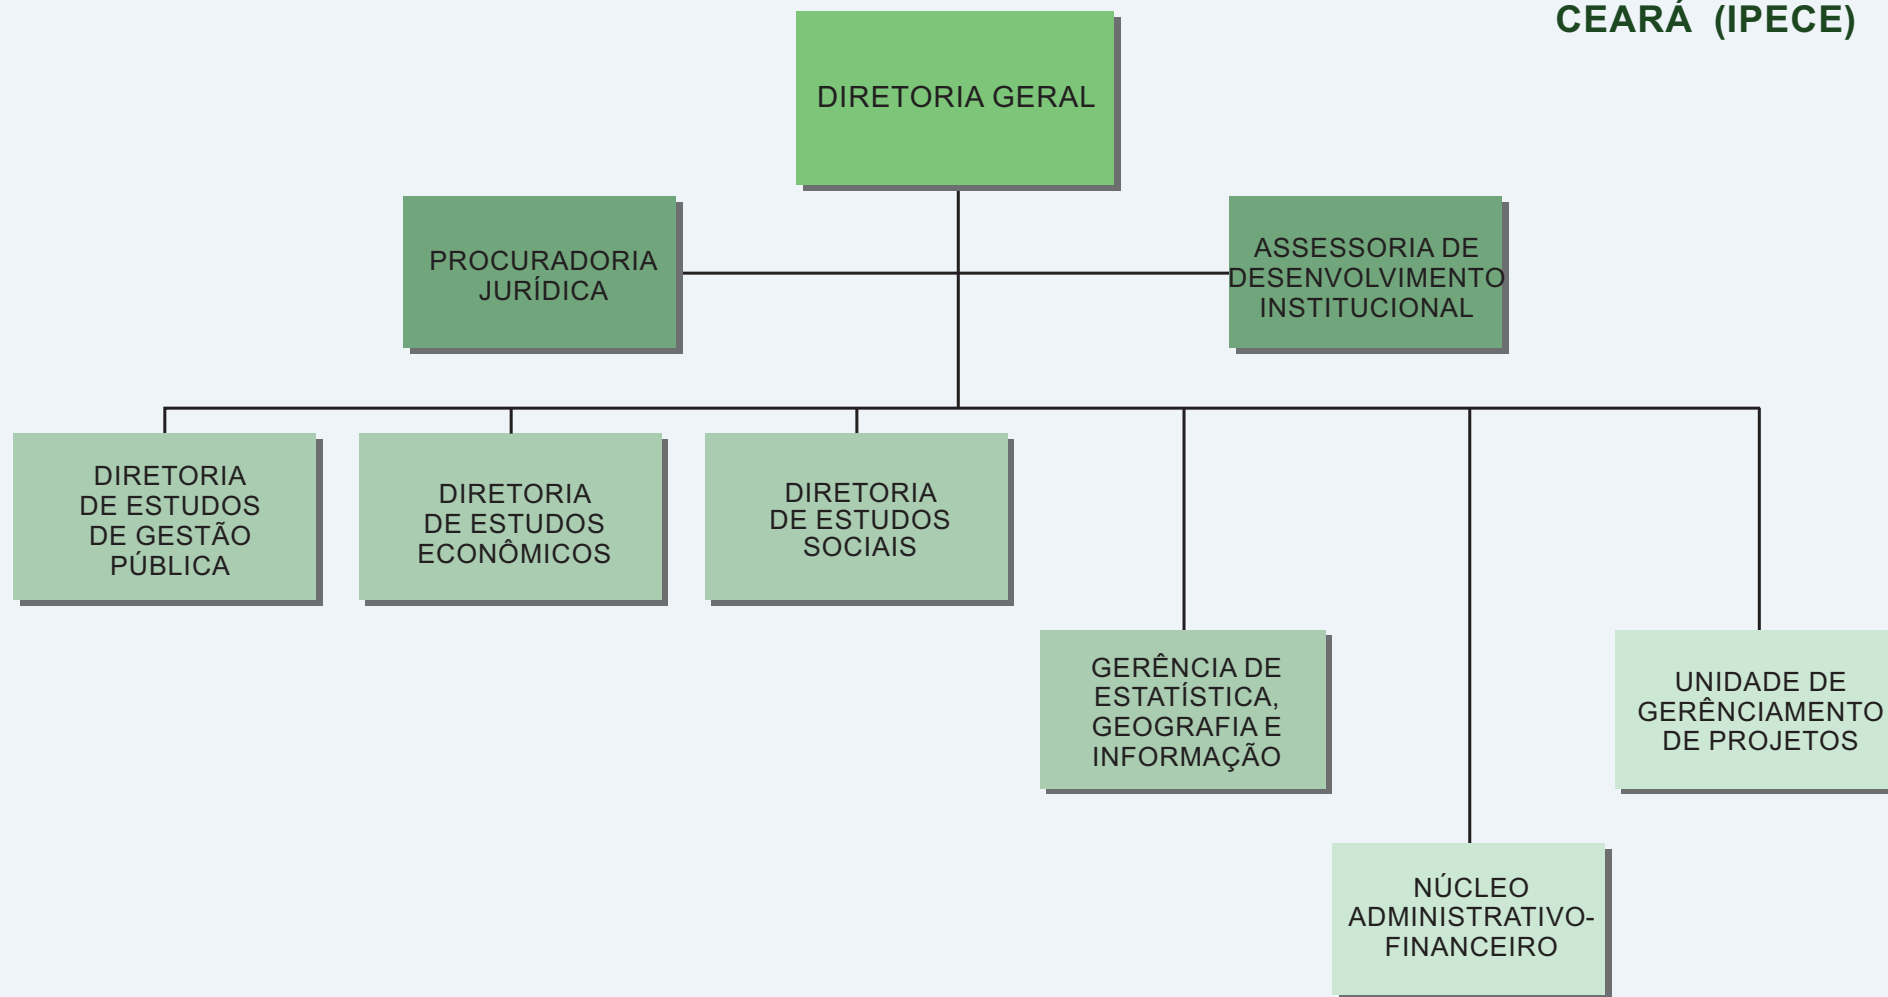 CEARÁ (IPECE)
DIRETORIA GERAL
PROCURADORIA
JURÍDICA
ASSESSORIA DE
DESENVOLVIMENTO
INSTITUCIONAL
DIRETORIA
DE ESTUDOS
DE GESTÃO
PÚBLICA
DIRETORIA
DE ESTUDOS
ECONÔMICOS
DIRETORIA
DE ESTUDOS
SOCIAIS
GERÊNCIA DE
ESTATÍSTICA,
GEOGRAFIA E
INFORMAÇÃO
UNIDADE DE
GERÊNCIAMENTO
DE PROJETOS
NÚCLEO
ADMINISTRATIVO-
FINANCEIRO